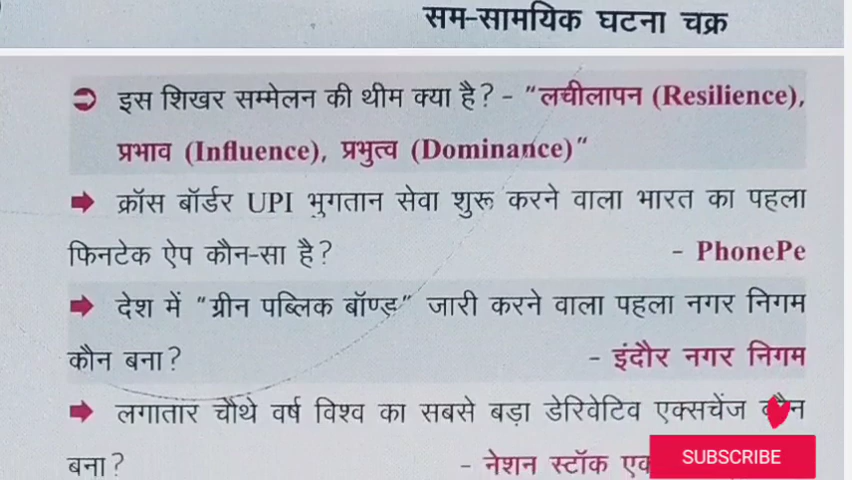 सम-सामयिक घटना चक्र
इस शिखर सम्मेलन की थीम क्या है? - "लचीलापन (Resilience),
प्रभाव (Influence), प्रभुत्व (Dominance)"
क्रॉस बॉर्डर UPI भुगतान सेवा शुरू करने वाला भारत का पहला
फिनटेक ऐप कौन-सा है? - PhonePe
देश में "ग्रीन पब्लिक बॉण्ड" जारी करने वाला पहला नगर निगम
कौन बना? - इंदौर नगर निगम
लगातार चौथे वर्ष विश्व का सबसे बड़ा डेरिवेटिव एक्सचेंज कौन
बना? - नेशन स्टॉक
SUBSCRIBE